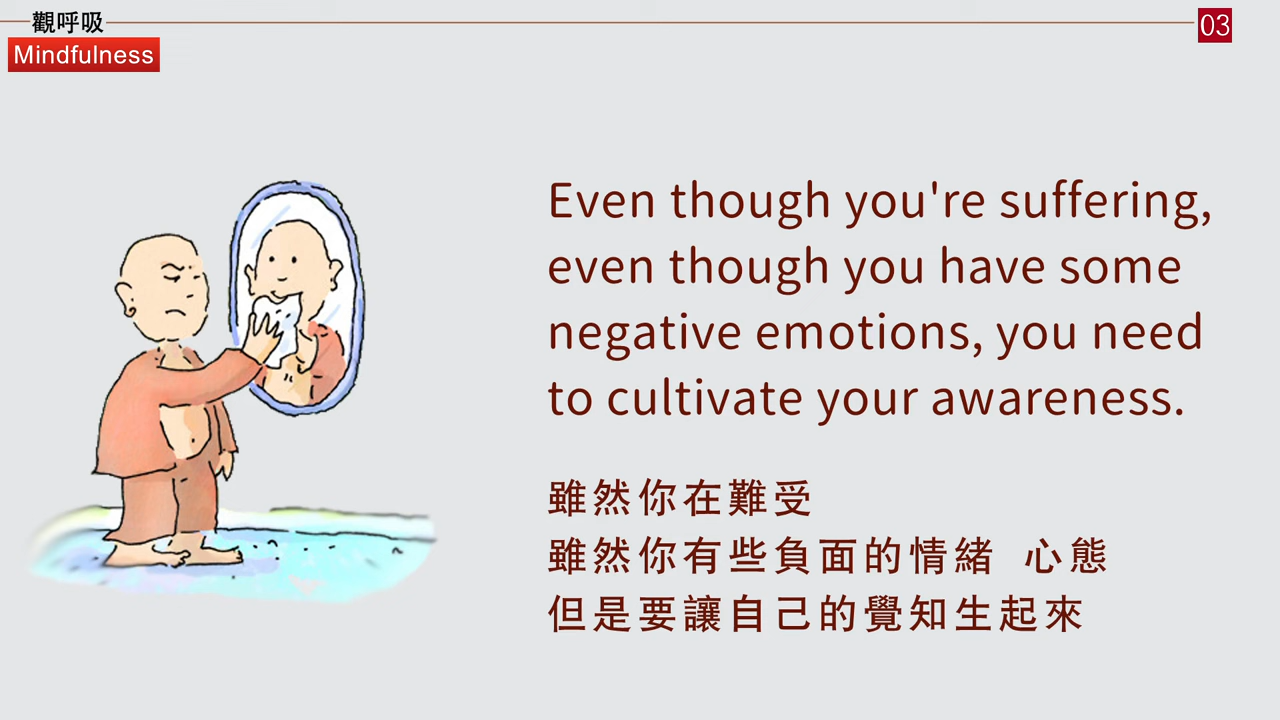 觀呼吸
03
Mindfulness
Even though you're suffering,
even though you have some
negative emotions, you need
to cultivate your awareness.
雖然你在難受
雖然你有些負面的情緒 心態
但是要讓自己的覺知生起來